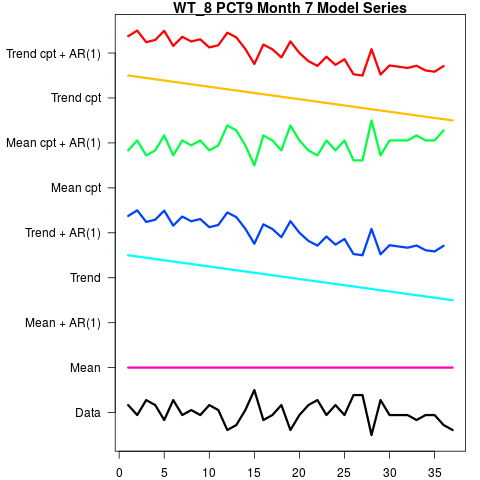 WT_8 PCT9 Month 7 Model Series
Trend cpt + AR(1)
Trend cpt
Mean cpt + AR(1)
Mean cpt
Trend + AR(1)
Trend
Mean + AR(1)
Mean
Data
0 5 10 15 20 25 30 35